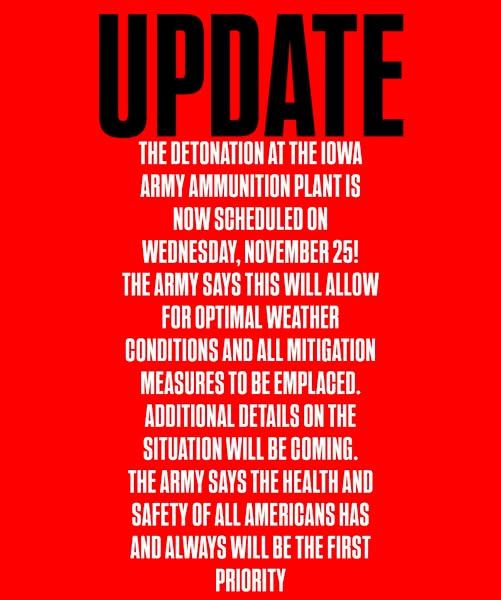 UPDATE
THE DETONATION AT THE IOWA
ARMY AMMUNITION PLANT IS
NOW SCHEDULED ON
WEDNESDAY, NOVEMBER 25!
THE ARMY SAYS THIS WILL ALLOW
FOR OPTIMAL WEATHER
CONDITIONS AND ALL MITIGATION
MEASURES TO BE EMPLACED.
ADDITIONAL DETAILS ON THE
SITUATION WILL BE COMING.
THE ARMY SAYS THE HEALTH AND
SAFETY OF ALL AMERICANS HAS
AND ALWAYS WILL BE THE FIRST
PRIORITY